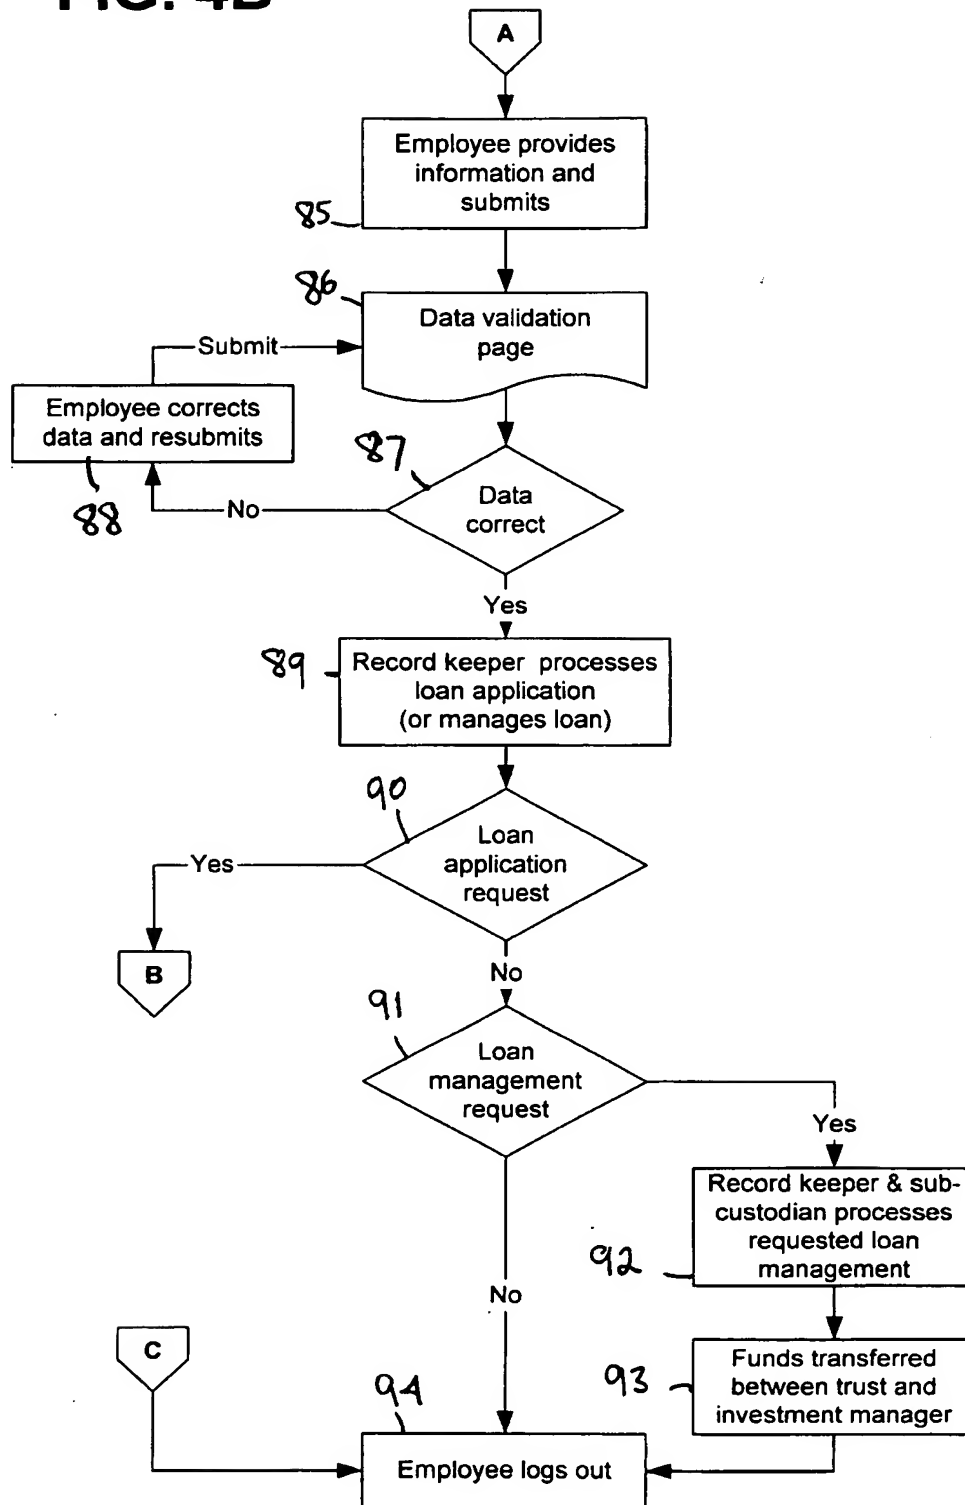 FIG. 4B
A
Employee provides
information and
submits
85
86
Data validation
page
Submit
Employee corrects
data and resubmits
88
87
Data
correct
No
Yes
89
Record keeper processes
loan application
(or manages loan)
90
Loan
application
request
Yes
B
No
91
Loan
management
request
Yes
Record keeper & sub-
custodian processes
requested loan
management
92
No
C
Funds transferred
between trust and
investment manager
93
94
Employee logs out